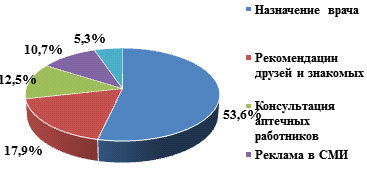 5,3%
10,7%
12,5%
17,9%
53,6%
Назначение врача
Рекомендации
друзей и знакомых
Консультация
аптечных
работников
Реклама в СМИ